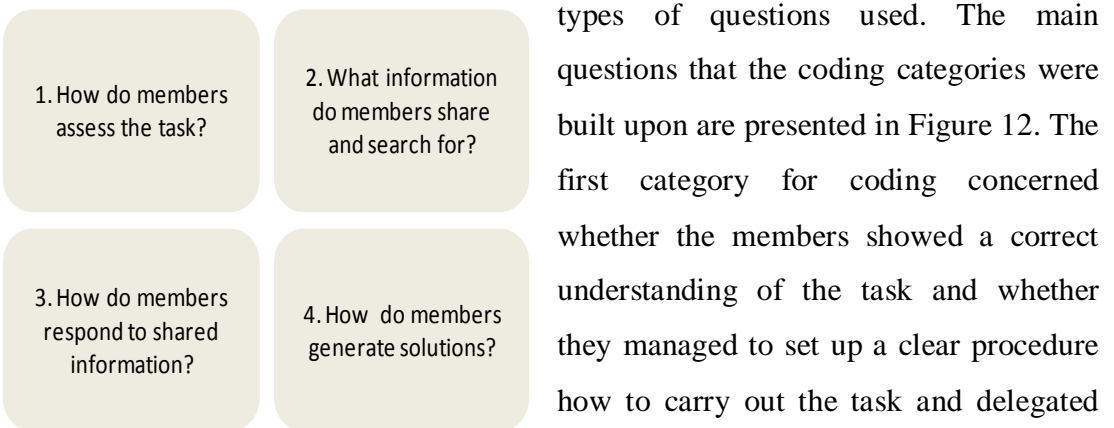 1. How do members
assess the task?
2. What information
do members share
and search for?
3. How do members
respond to shared
information?
4. How do members
generate solutions?
types of questions used. The main
questions that the coding categories were
built upon are presented in Figure 12. The
first category for coding concerned
whether the members showed a correct
understanding of the task and whether
they managed to set up a clear procedure
how to carry out the task and delegated